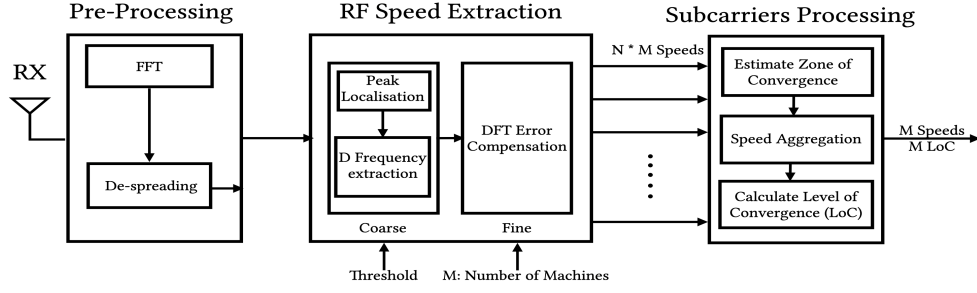 Pre-Processing
RF Speed Extraction
Subcarriers Processing
RX
FFT
De-spreading
Peak
Localisation
D Frequency
extraction
DFT Error
Compensation
Coarse
Fine
Threshold
M: Number of Machines
N * M Speeds
Estimate Zone of
Convergence
Speed Aggregation
Calculate Level of
Convergence (LoC)
M Speeds
M LoC